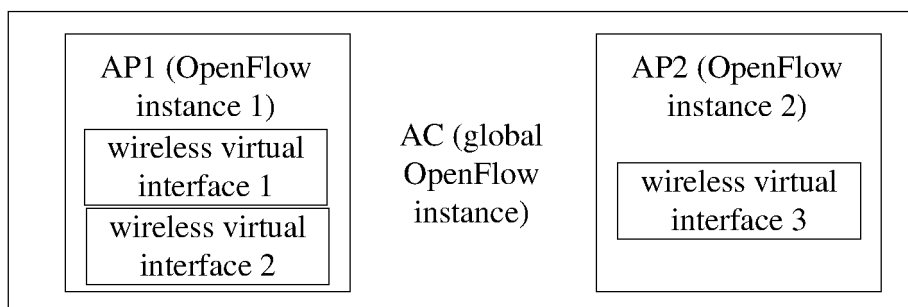 AP1 (OpenFlow
instance 1)
wireless virtual
interface 1
wireless virtual
interface 2
AC (global
OpenFlow
instance)
AP2 (OpenFlow
instance 2)
wireless virtual
interface 3